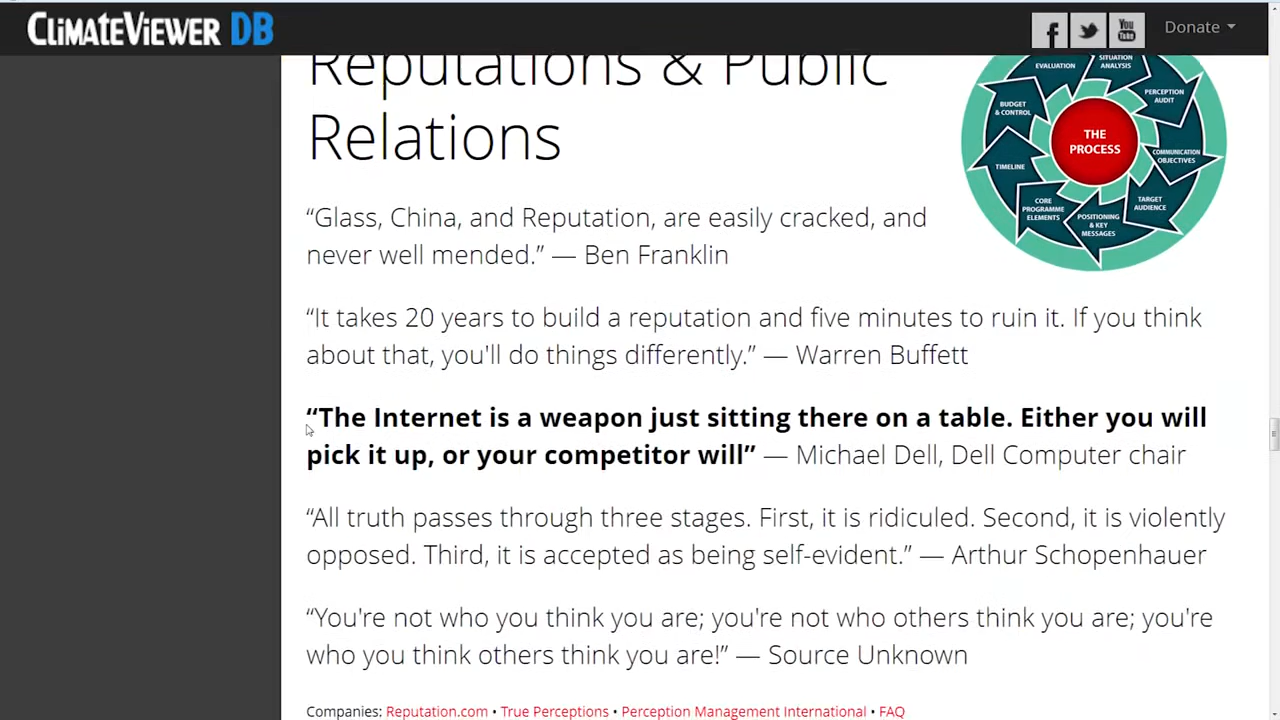 CLIMATEVIEWER DB
f
You
Tube
Donate
Reputations & Public
Relations
EVALUATION
SITUATION
ANALYSIS
PERCEPTION
AUDIT
COMMUNICATION
OBJECTIVES
TARGET
AUDIENCE
POSITIONING
& KEY
MESSAGES
CORE
PROGRAMME
ELEMENTS
TIMELINE
BUDGET
& CONTROL
THE
PROCESS
“Glass, China, and Reputation, are easily cracked, and
never well mended.” — Ben Franklin
“It takes 20 years to build a reputation and five minutes to ruin it. If you think
about that, you'll do things differently.” — Warren Buffett
“The Internet is a weapon just sitting there on a table. Either you will
pick it up, or your competitor will” — Michael Dell, Dell Computer chair
“All truth passes through three stages. First, it is ridiculed. Second, it is violently
opposed. Third, it is accepted as being self-evident.” — Arthur Schopenhauer
“You're not who you think you are; you're not who others think you are; you're
who you think others think you are!” — Source Unknown
Companies: Reputation.com • True Perceptions • Perception Management International • FAQ